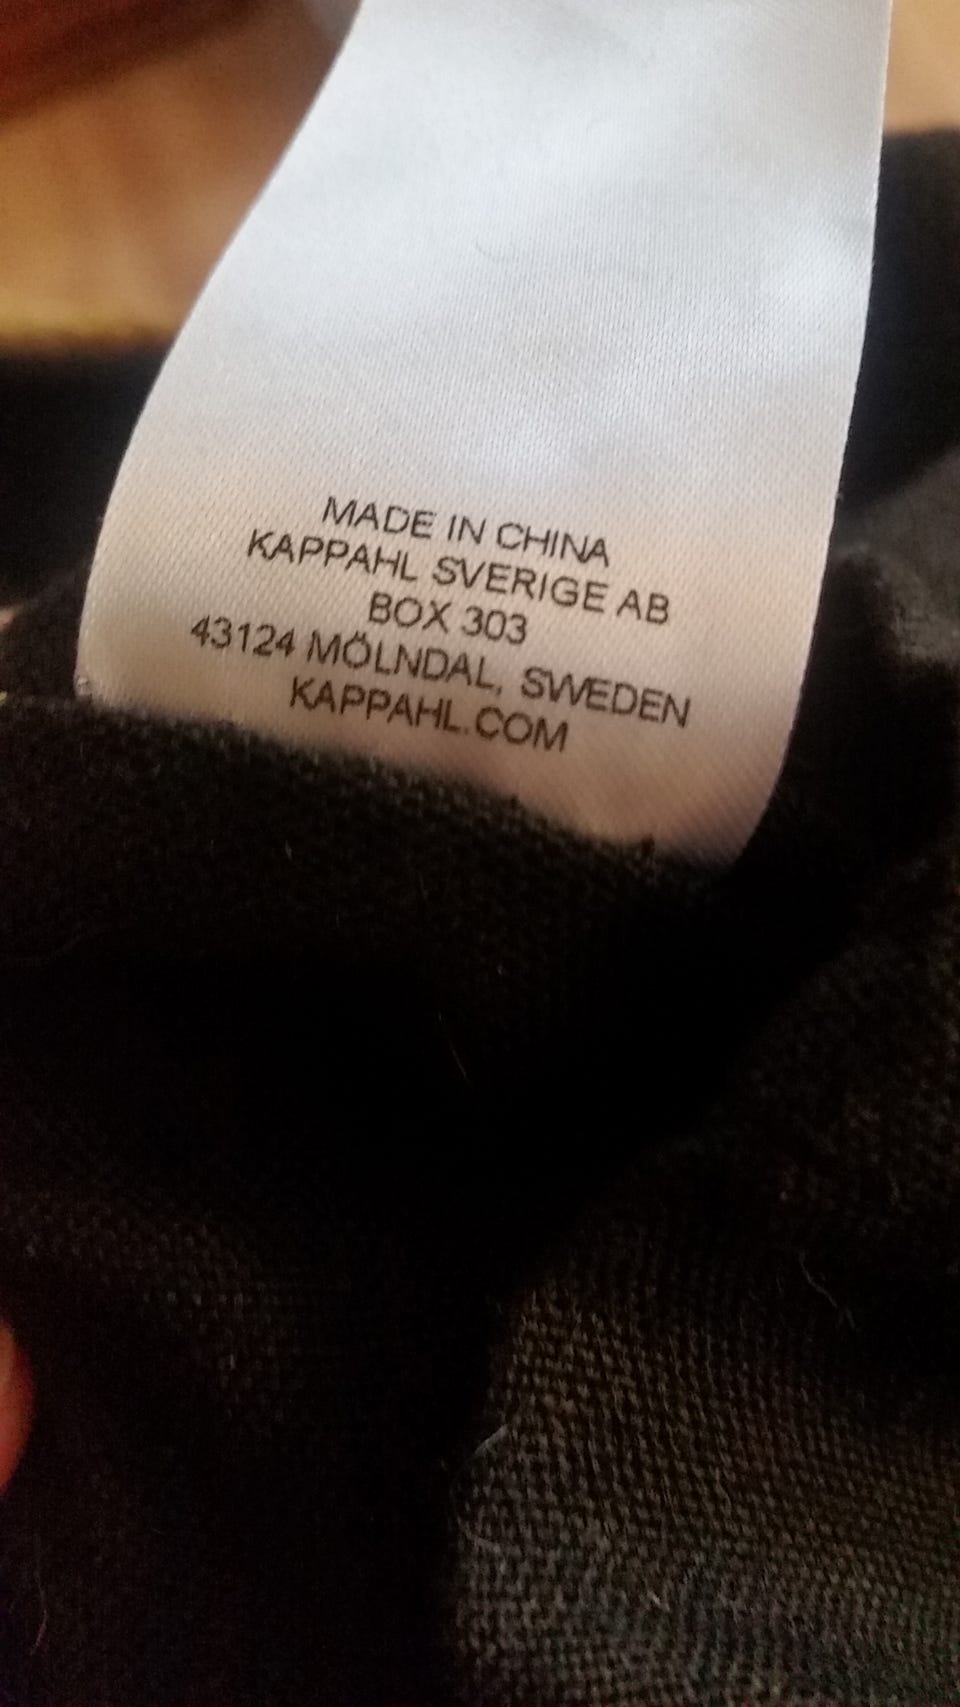 MADE IN CHINA
KAPPAHL SVERIGE AB
BOX 303
43124 MÖLNDAL, SWEDEN
KAPPAHL.COM